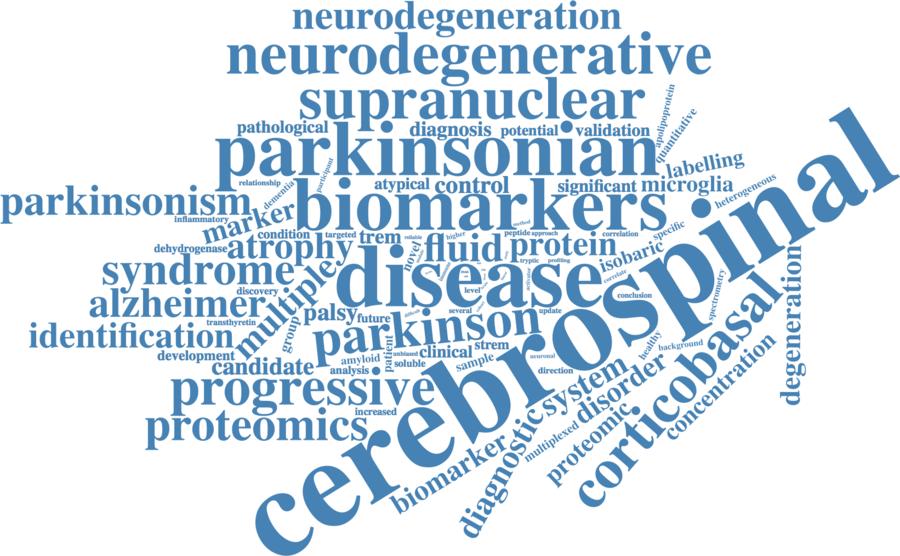 neurodegeneration
neurodegenerative
supranuclear
apolipoprotein
quantitative
pathological
diagnosis
potential
validation
parkinsonian
labelling
participant
relationship
dementia
atypical
control
significant
microglia
heterogeneous
parkinsonism
inflammatory
marker
biomarkers
method
specific
condition
targeted
trem
reliable
higher
peptide
approach
correlation
dehydrogenase
atrophy
novel
fluid
protein
isobaric
tryptic
profiling
syndrome
multiple
disease
correlate
spectrometry
discovery
level
conclusion
cerebrospinal
alzheimer
palsy
future
several
update
transthyretin
group
parkinson
difficult
identification
degeneration
development
patient
amyloid
unbiased
clinical
strem
neuronal
healthy
background
candidate
analysis
soluble
sample
direction
corticobasal
progressive
system
disorder
concentration
increased
proteomics
biomarker
diagnostic
multiplexed
proteomic